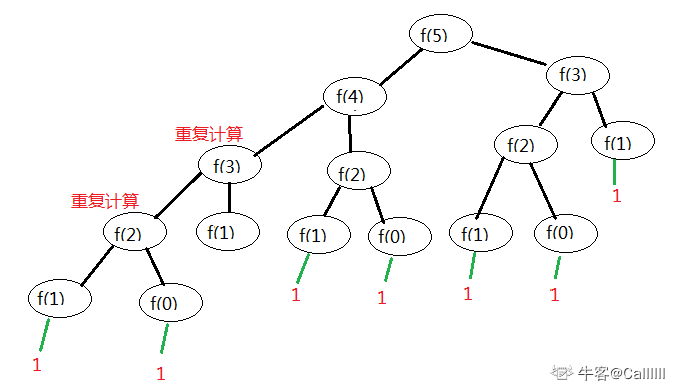 f(5)
f(4)
f(3)
重复计算
f(3)
f(2)
f(2)
f(1)
1
重复计算
f(2)
f(1)
f(1)
f(0)
f(1)
f(0)
f(1)
f(0)
1
1
1
1
1
1
牛客@Callllll